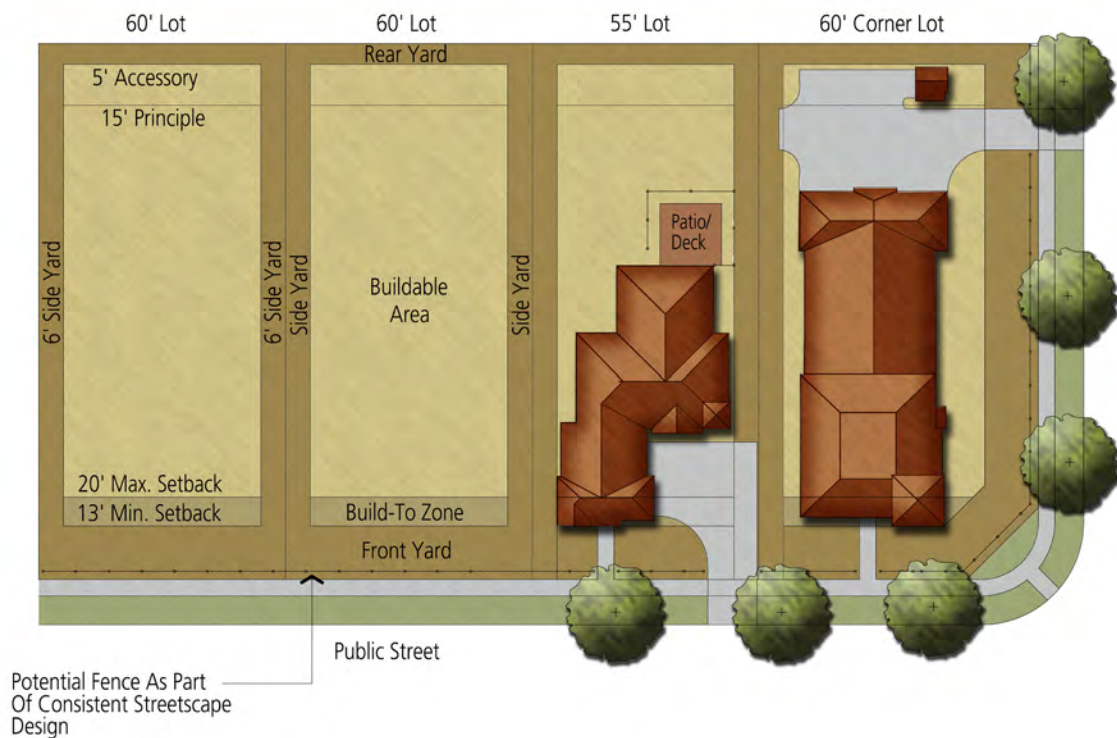 60' Lot
60' Lot
55' Lot
60' Corner Lot
Rear Yard
5' Accessory
15' Principle
6' Side Yard
6' Side Yard
Side Yard
Buildable
Area
Side Yard
Patio/
Deck
20' Max. Setback
13' Min. Setback
Build-To Zone
Front Yard
Public Street
Potential Fence As Part
Of Consistent Streetscape
Design